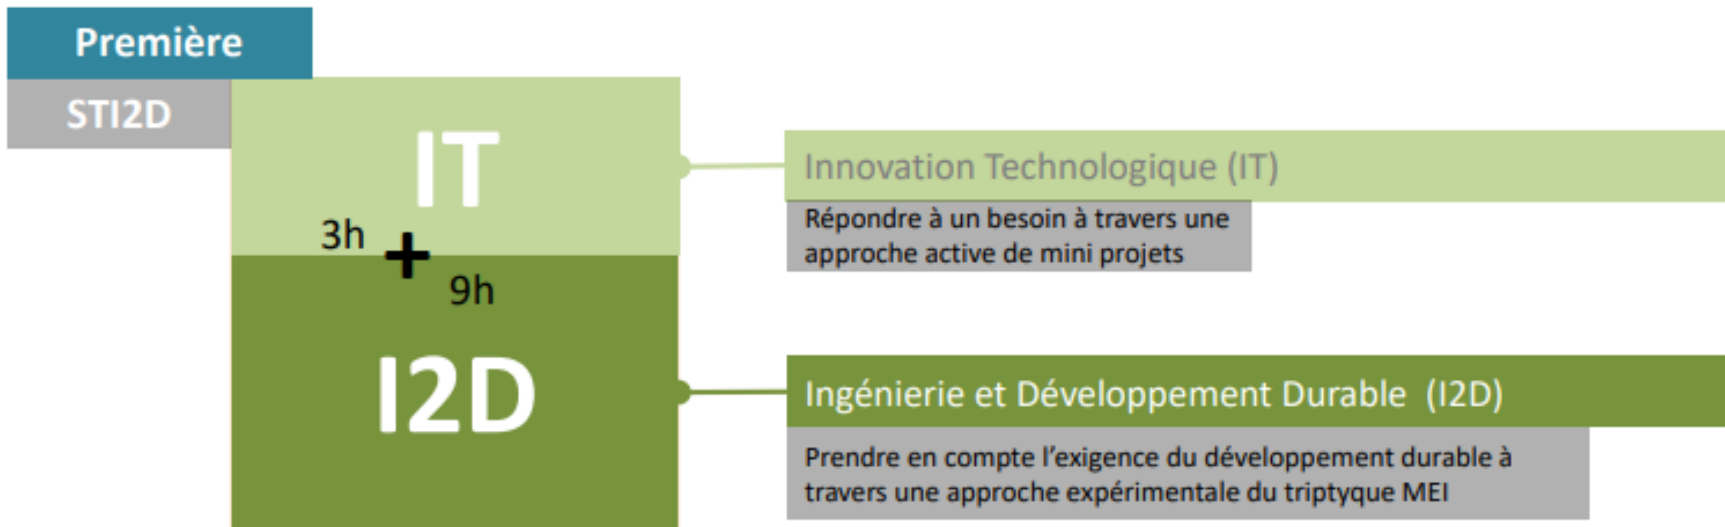 Première
STI2D
IT
3h
+
9h
I2D
Innovation Technologique (IT)
Répondre à un besoin à travers une
approche active de mini projets
Ingénierie et Développement Durable (I2D)
Prendre en compte l’exigence du développement durable à
travers une approche expérimentale du triptyque MEI